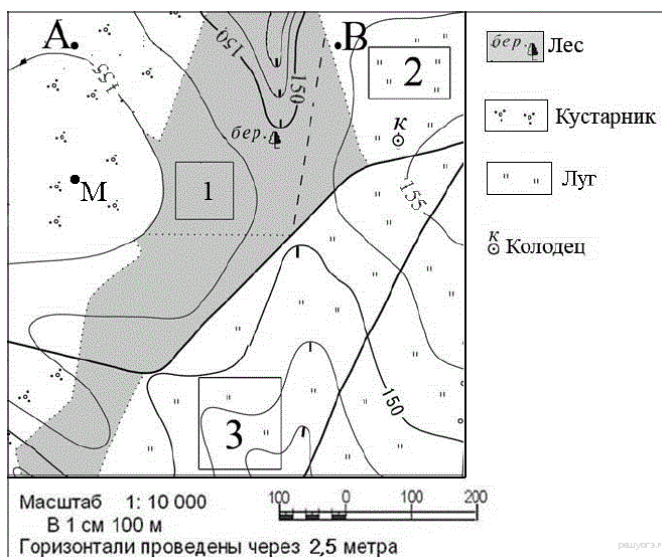 А.
.В
150
150
2
155
бер.
к
М
1
155
150
3
бер. Лес
Кустарник
Луг
к
Колодец
Масштаб 1: 10 000
В 1 см 100 м
100 0 100 200
Горизонтали проведены через 2,5 метра